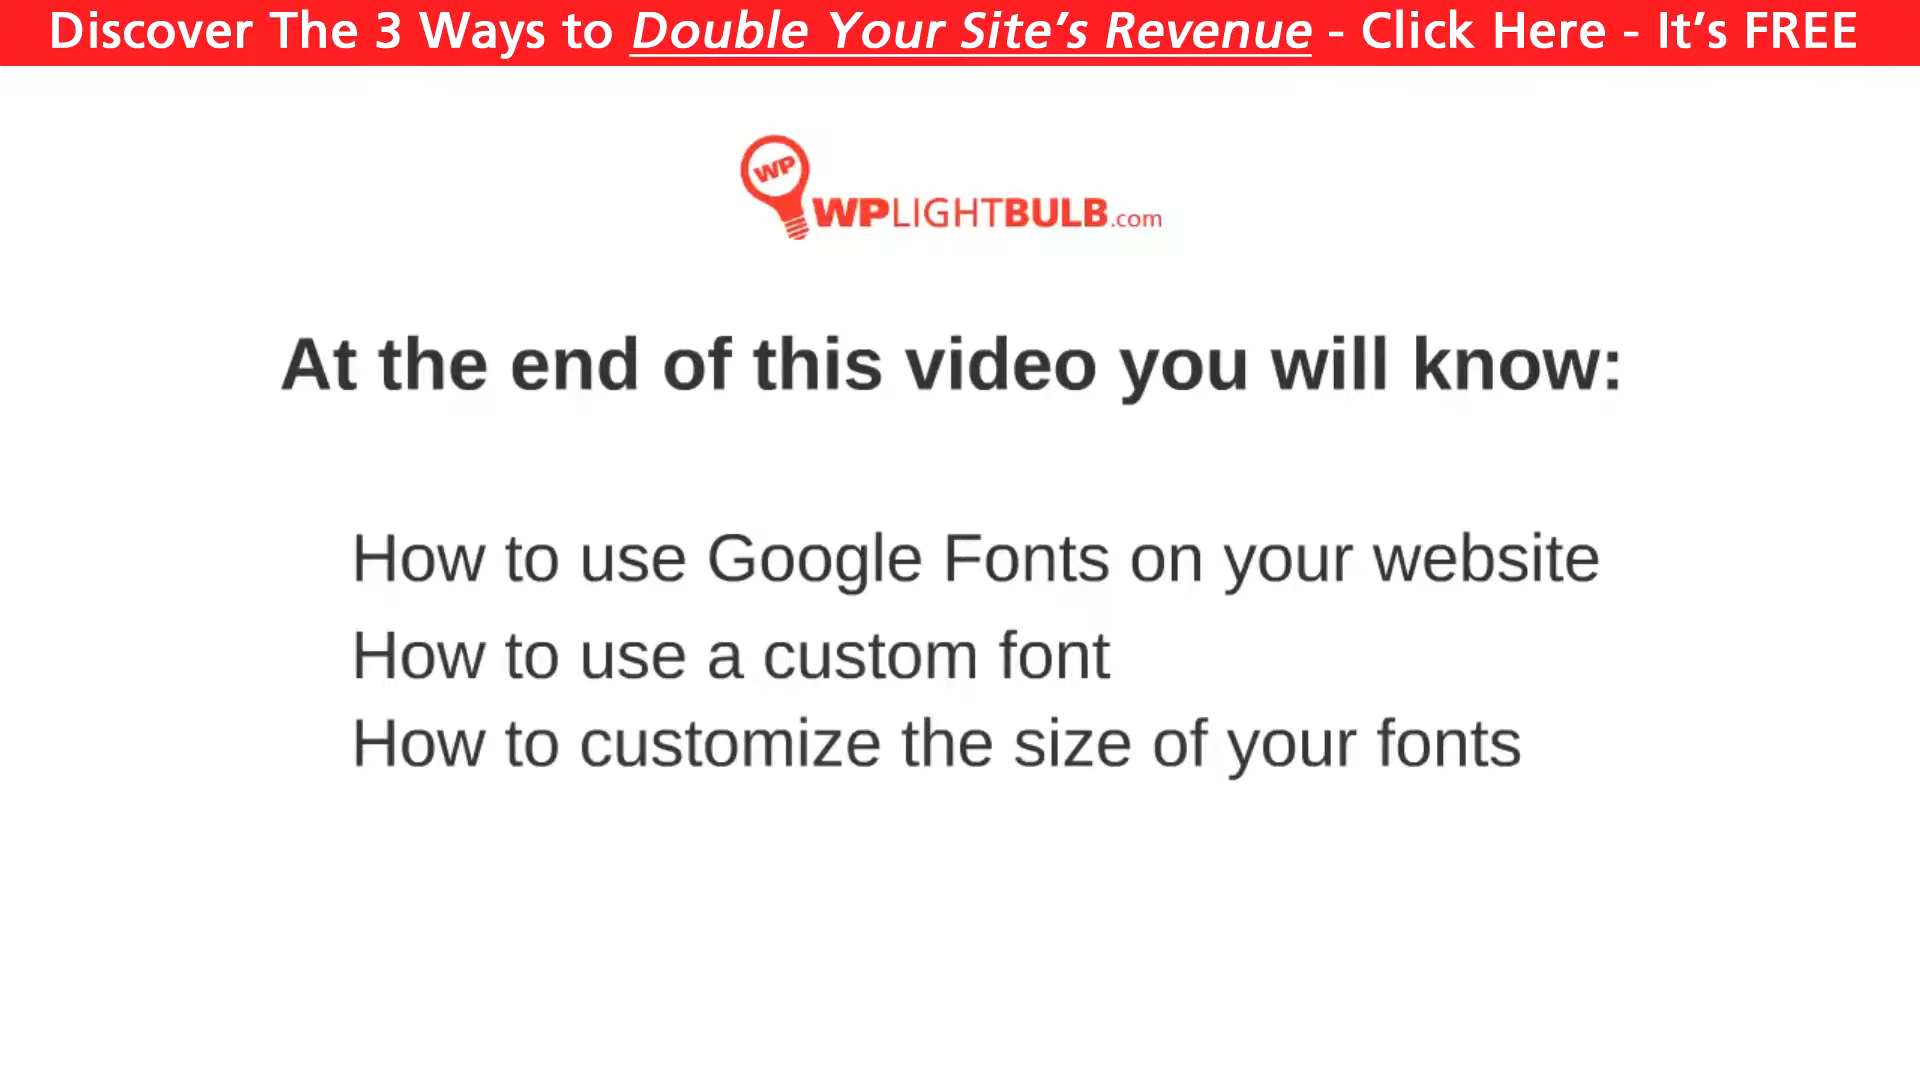 Discover The 3 Ways to Double Your Site’s Revenue - Click Here - It’s FREE
WP
WPLIGHTBULB.com
At the end of this video you will know:
How to use Google Fonts on your website
How to use a custom font
How to customize the size of your fonts